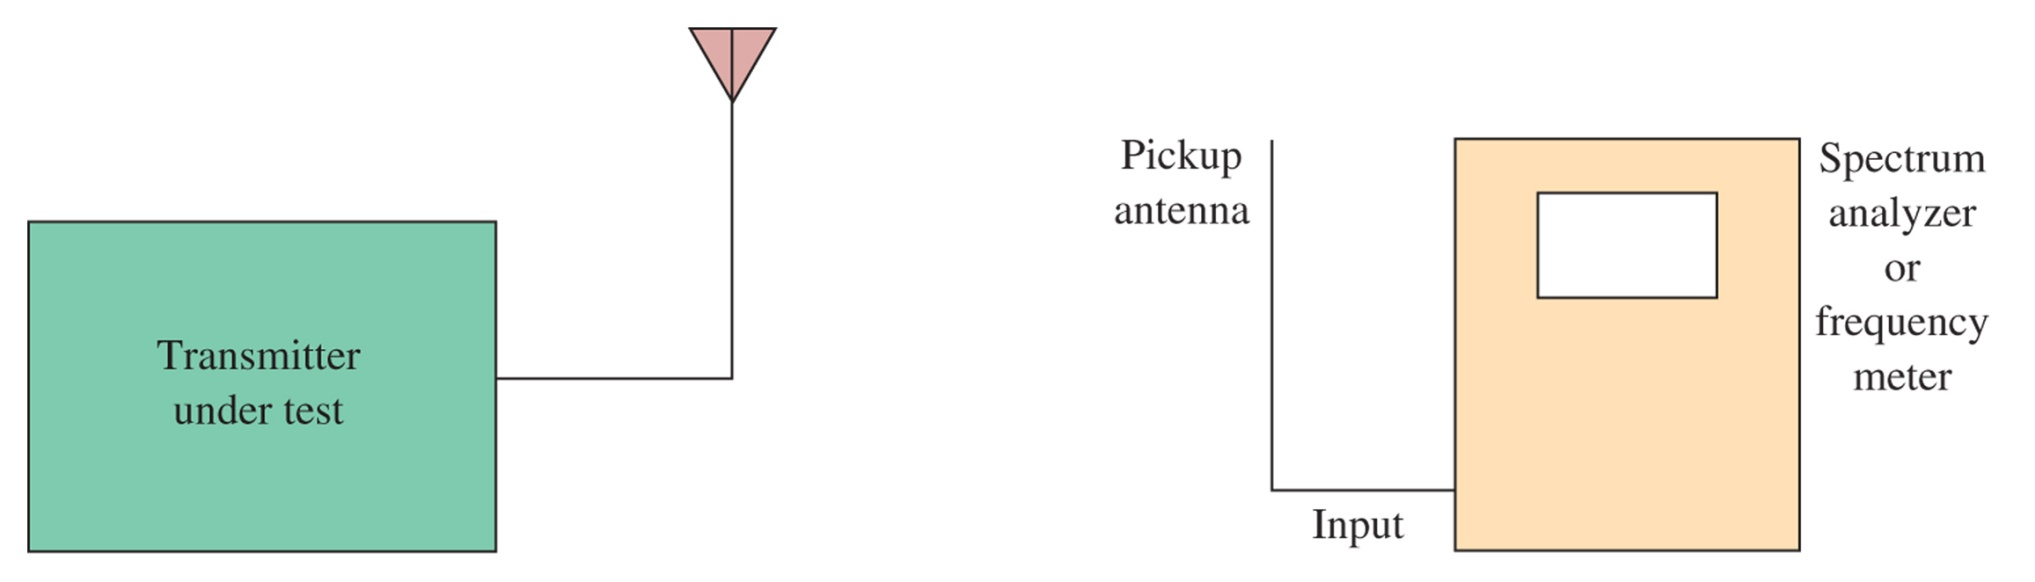 Transmitter
under test
Pickup
antenna
Input
Spectrum
analyzer
or
frequency
meter